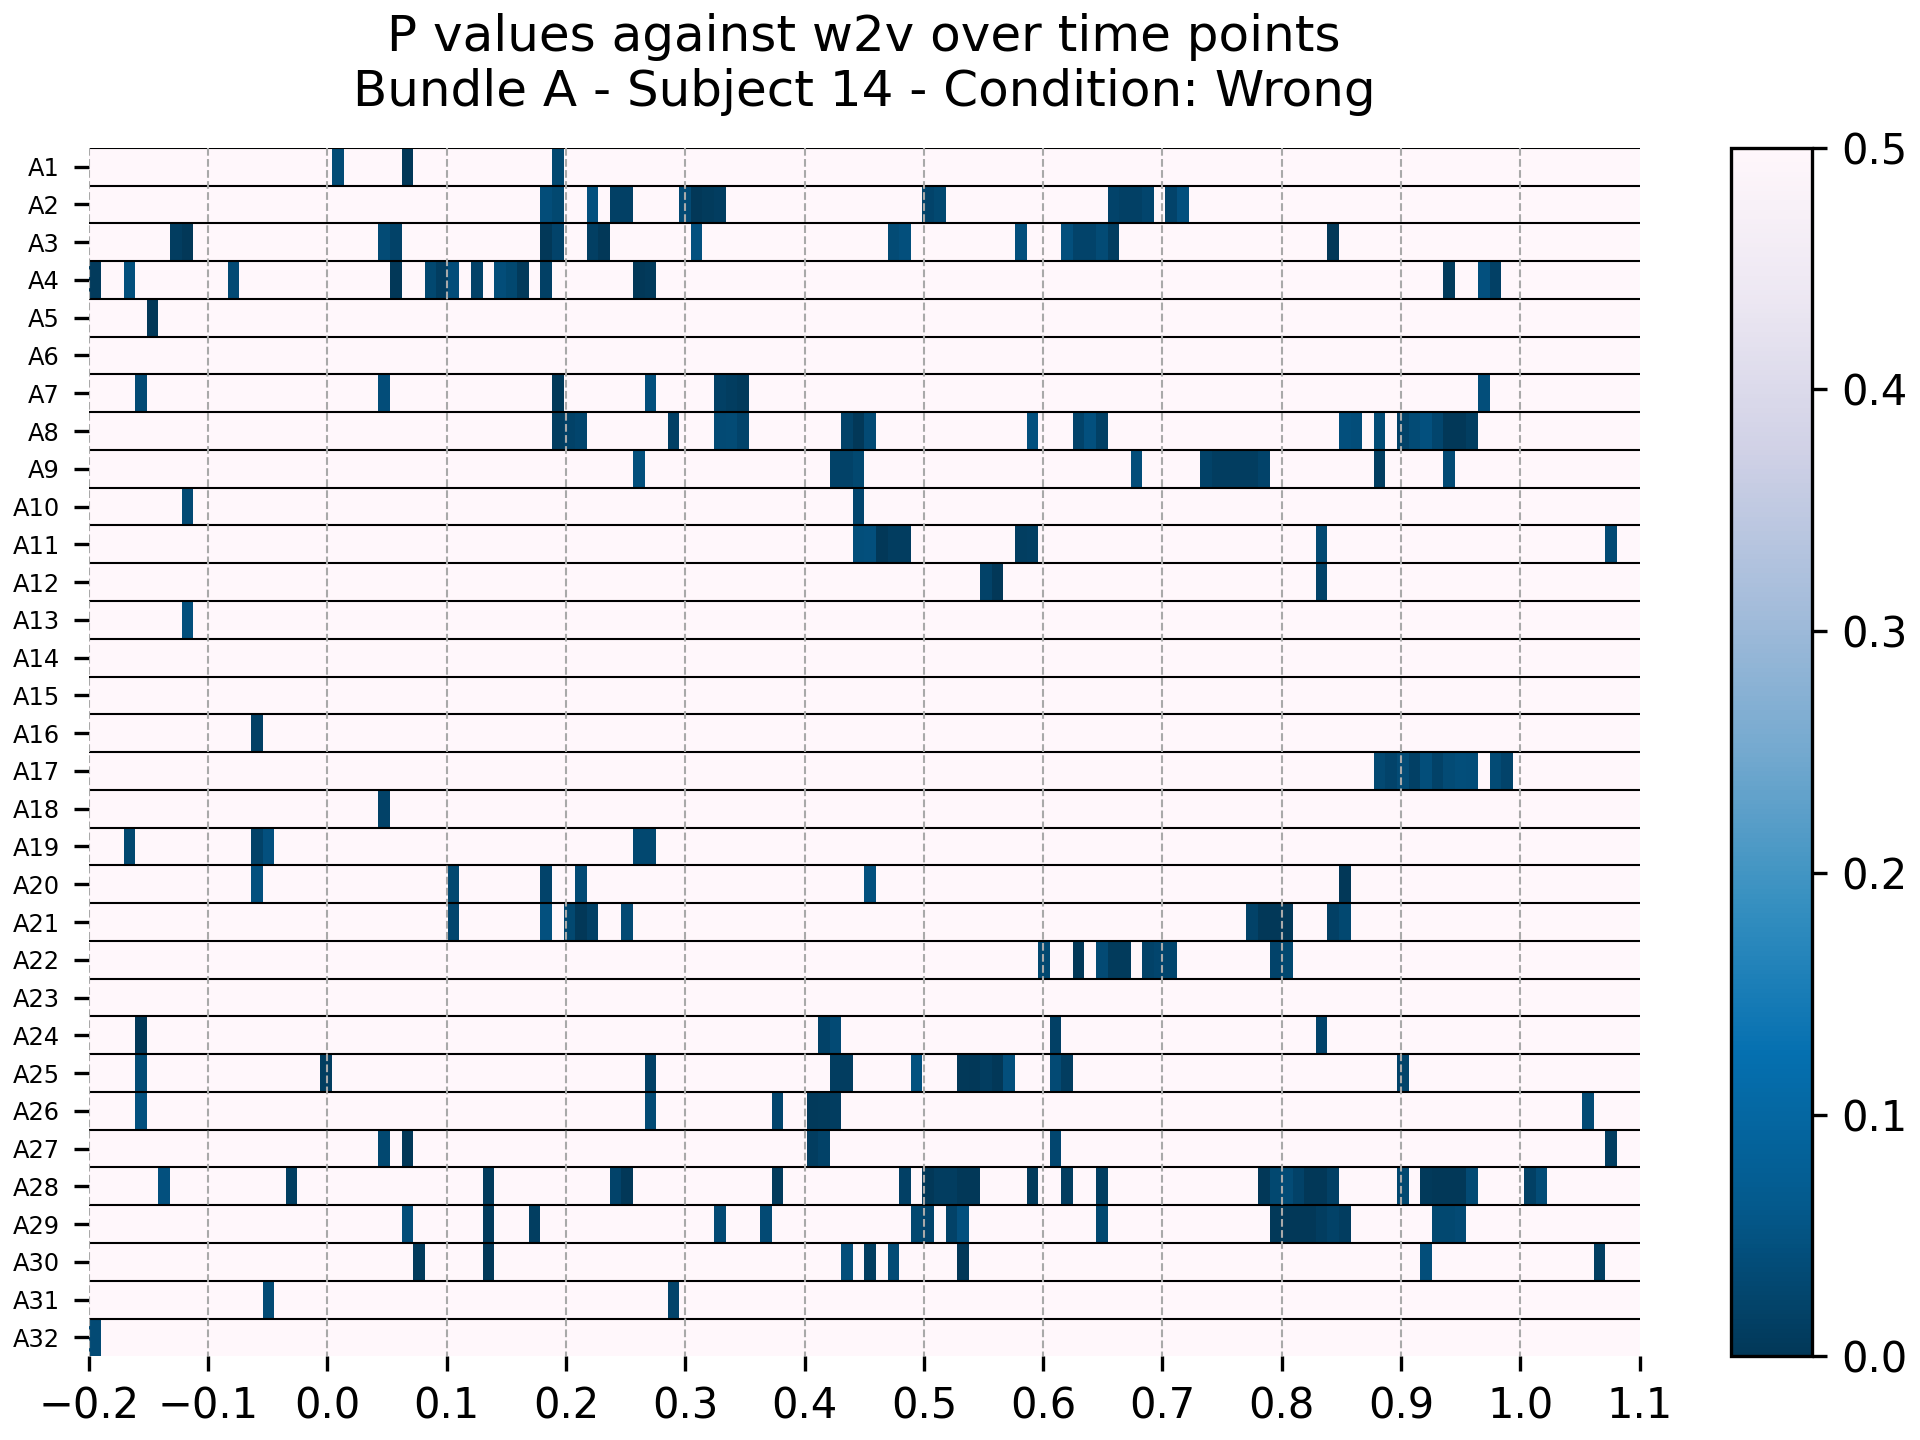 P values against w2v over time points
Bundle A - Subject 14 - Condition: Wrong
A1
A2
A3
A4
A5
A6
A7
A8
A9
A10
A11
A12
A13
A14
A15
A16
A17
A18
A19
A20
A21
A22
A23
A24
A25
A26
A27
A28
A29
A30
A31
A32
−0.2 −0.1 0.0 0.1 0.2 0.3 0.4 0.5 0.6 0.7 0.8 0.9 1.0 1.1
0.5
0.4
0.3
0.2
0.1
0.0